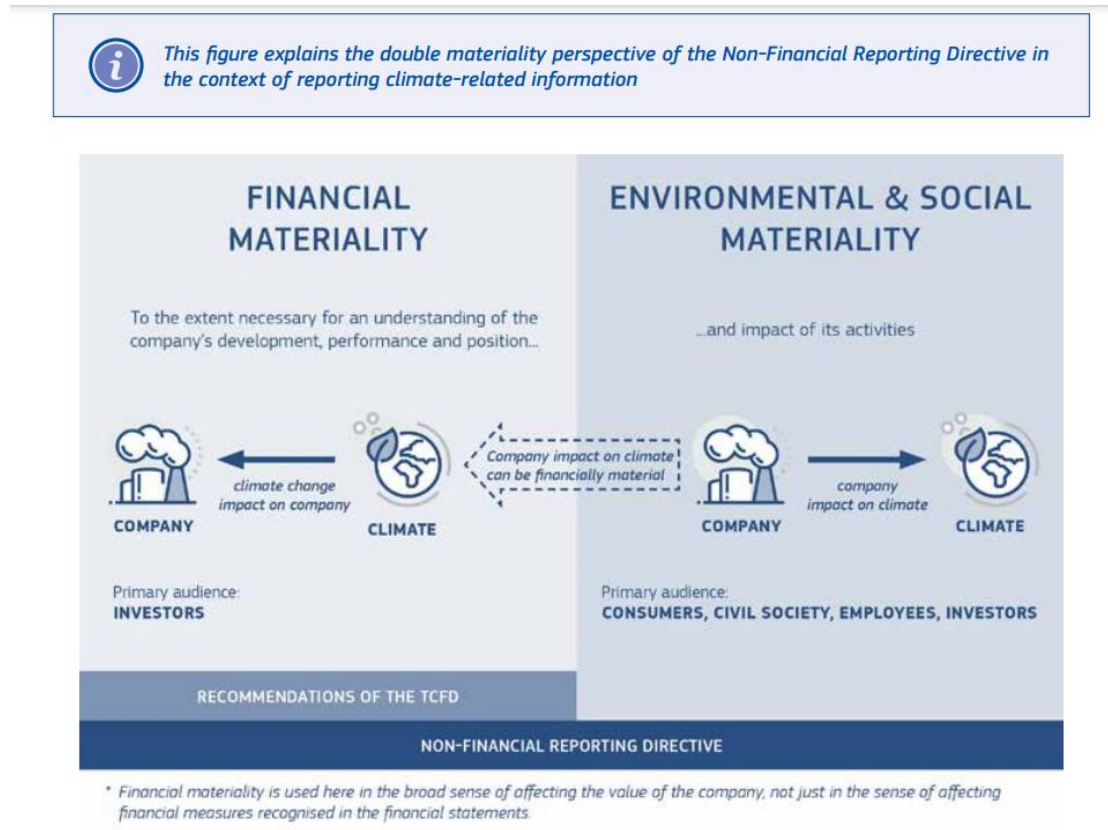 This figure explains the double materiality perspective of the Non-Financial Reporting Directive in
the context of reporting climate-related information
FINANCIAL
MATERIALITY
To the extent necessary for an understanding of the
company's development, performance and position...
climate change
impact on company
COMPANY
CLIMATE
Primary audience:
INVESTORS
RECOMMENDATIONS OF THE TCFD
Company impact on climate
can be financially material
ENVIRONMENTAL & SOCIAL
MATERIALITY
...and impact of its activities
company
impact on climate
COMPANY
CLIMATE
Primary audience:
CONSUMERS, CIVIL SOCIETY, EMPLOYEES, INVESTORS
NON-FINANCIAL REPORTING DIRECTIVE
* Financial materiality is used here in the broad sense of affecting the value of the company, not just in the sense of affecting
financial measures recognised in the financial statements.